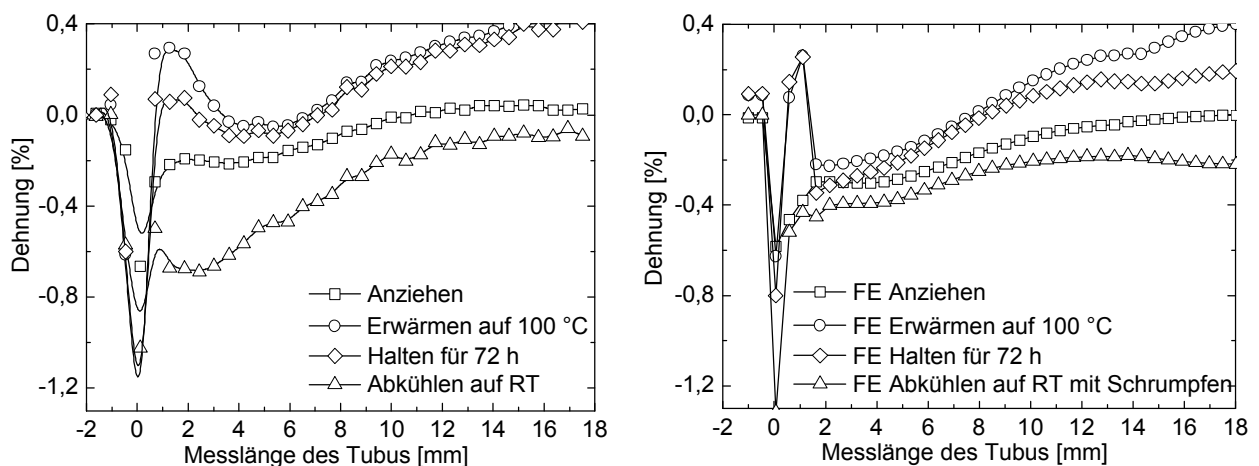 0,4
0,0
-0,4
-0,8
-1,2
Dehnung [%]
Anziehen
Erwärmen auf 100 °C
Halten für 72 h
Abkühlen auf RT
-2 0 2 4 6 8 10 12 14 16 18
Messlänge des Tubus [mm]
0,4
0,0
-0,4
-0,8
-1,2
Dehnung [%]
FE Anziehen
FE Erwärmen auf 100 °C
FE Halten für 72 h
FE Abkühlen auf RT mit Schrumpfen
-2 0 2 4 6 8 10 12 14 16 18
Messlänge des Tubus [mm]